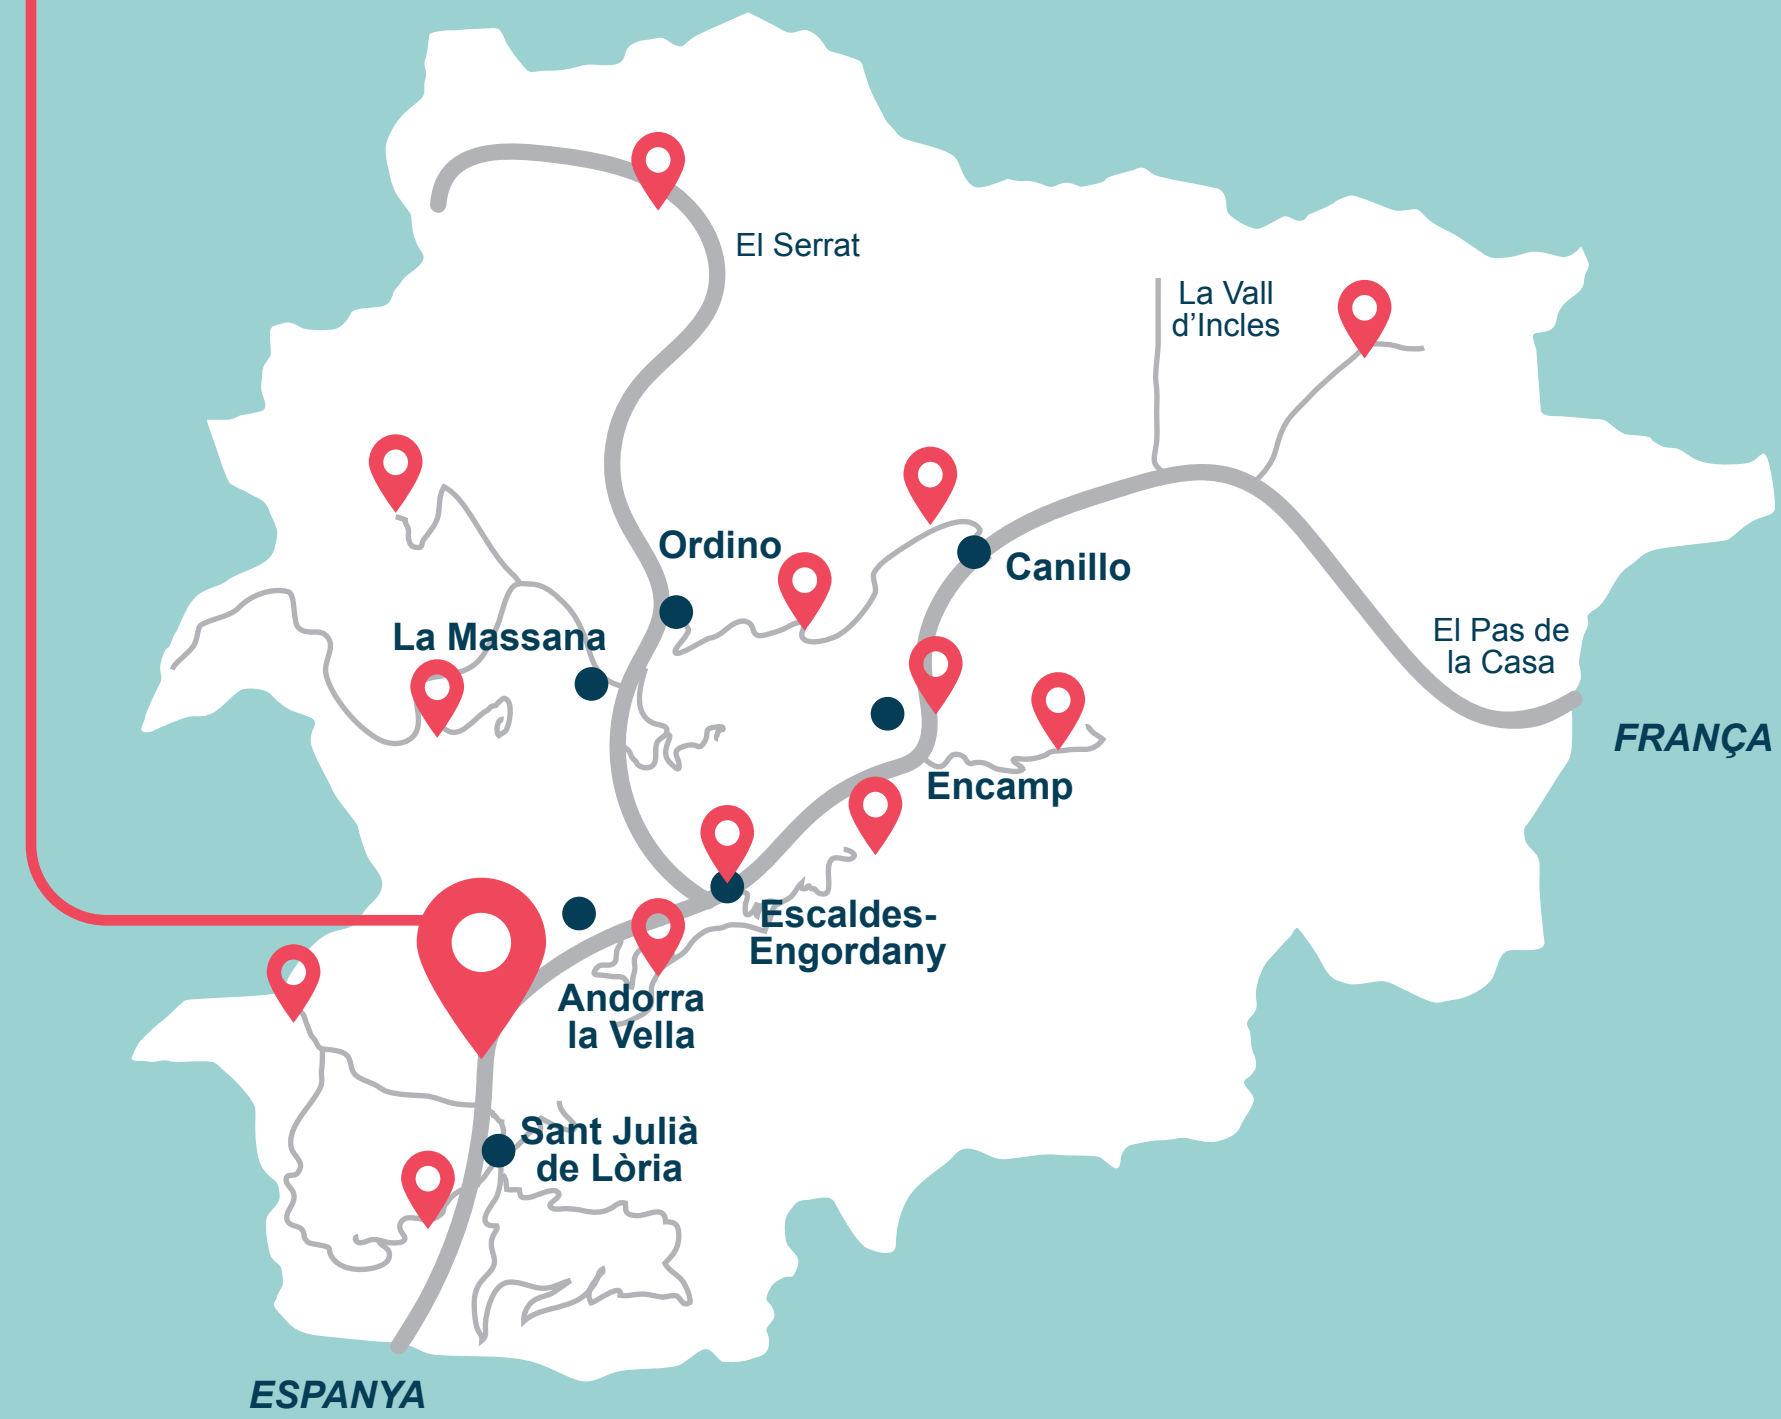 El Serrat
La Vall
d’Incles
Ordino
Canillo
La Massana
El Pas de
la Casa
FRANÇA
Encamp
Escaldes-
Engordany
Andorra
la Vella
Sant Julià
de Lòria
ESPANYA